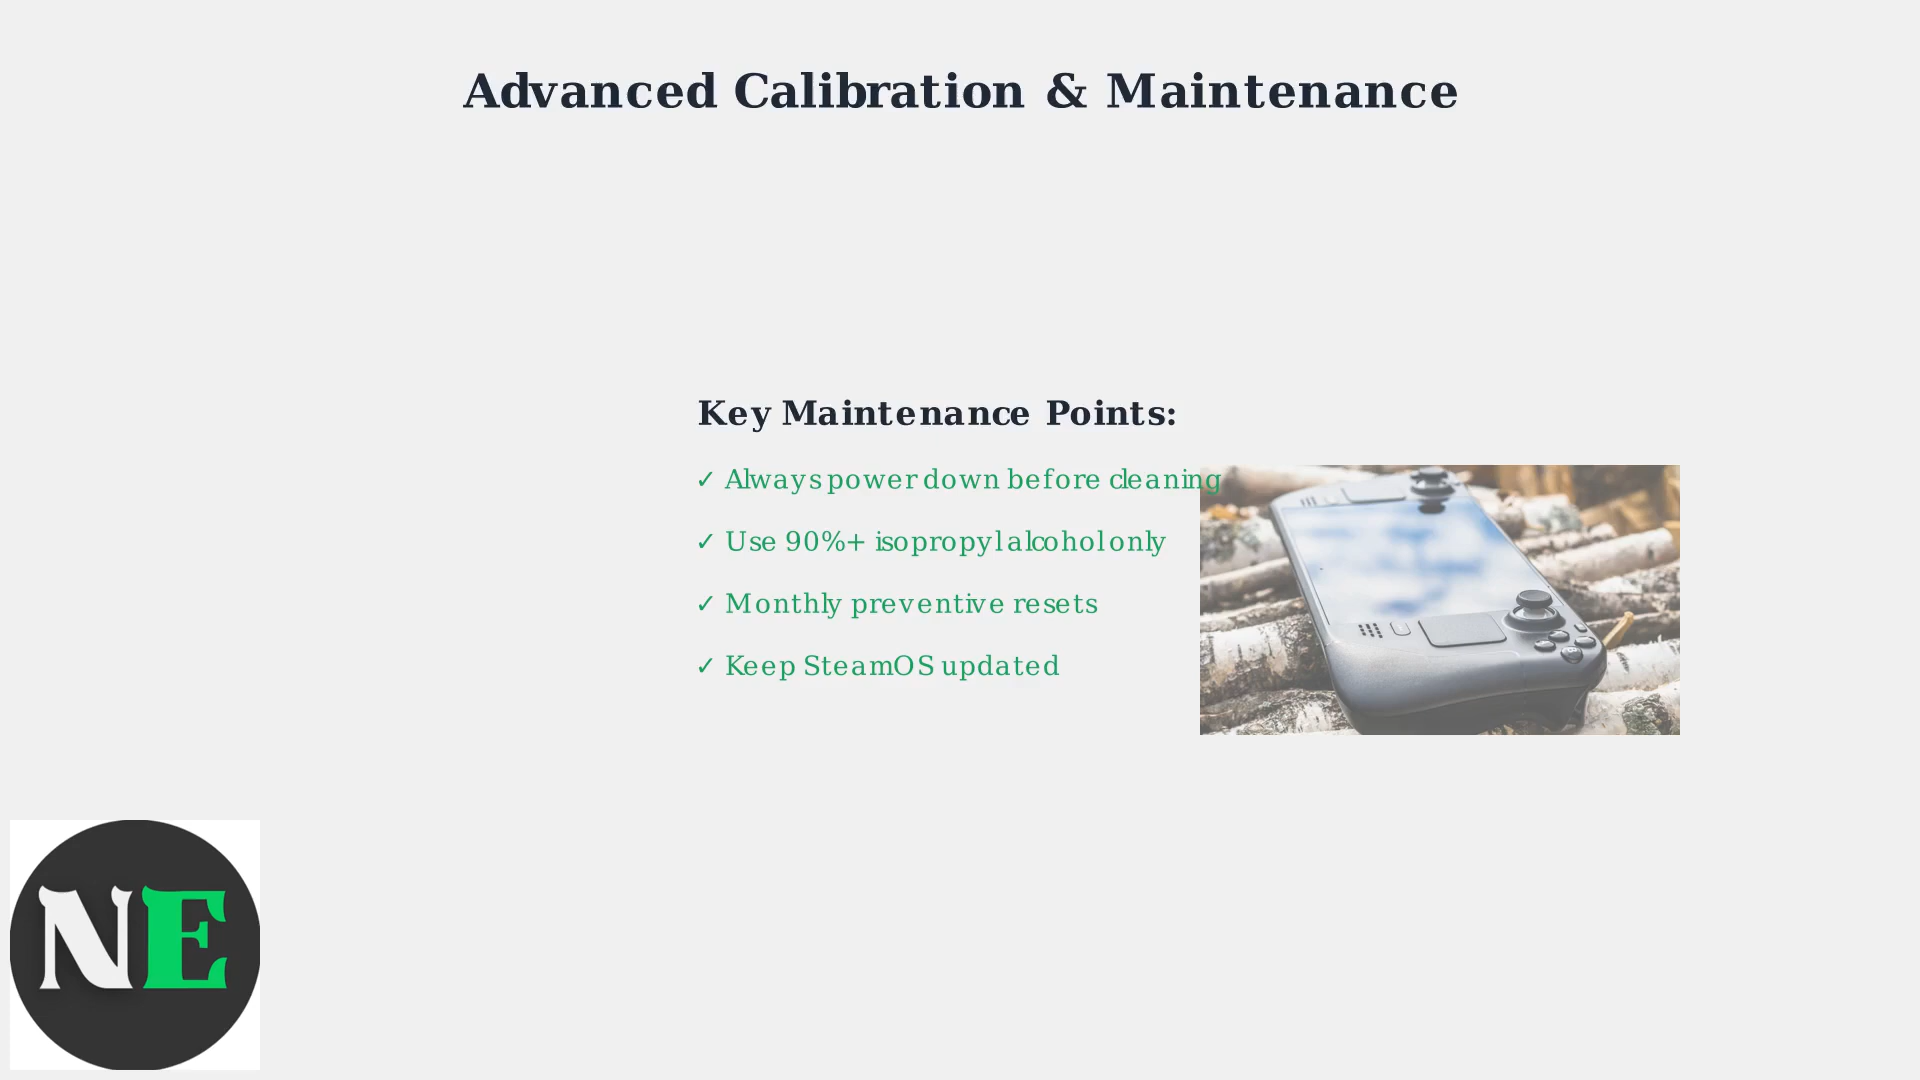 Advanced Calibration & Maintenance
Key Maintenance Points:
✓ Always power down before cleaning
✓ Use 90%+ isopropyl alcohol only
✓ Monthly preventive resets
✓ Keep SteamOS updated
NE